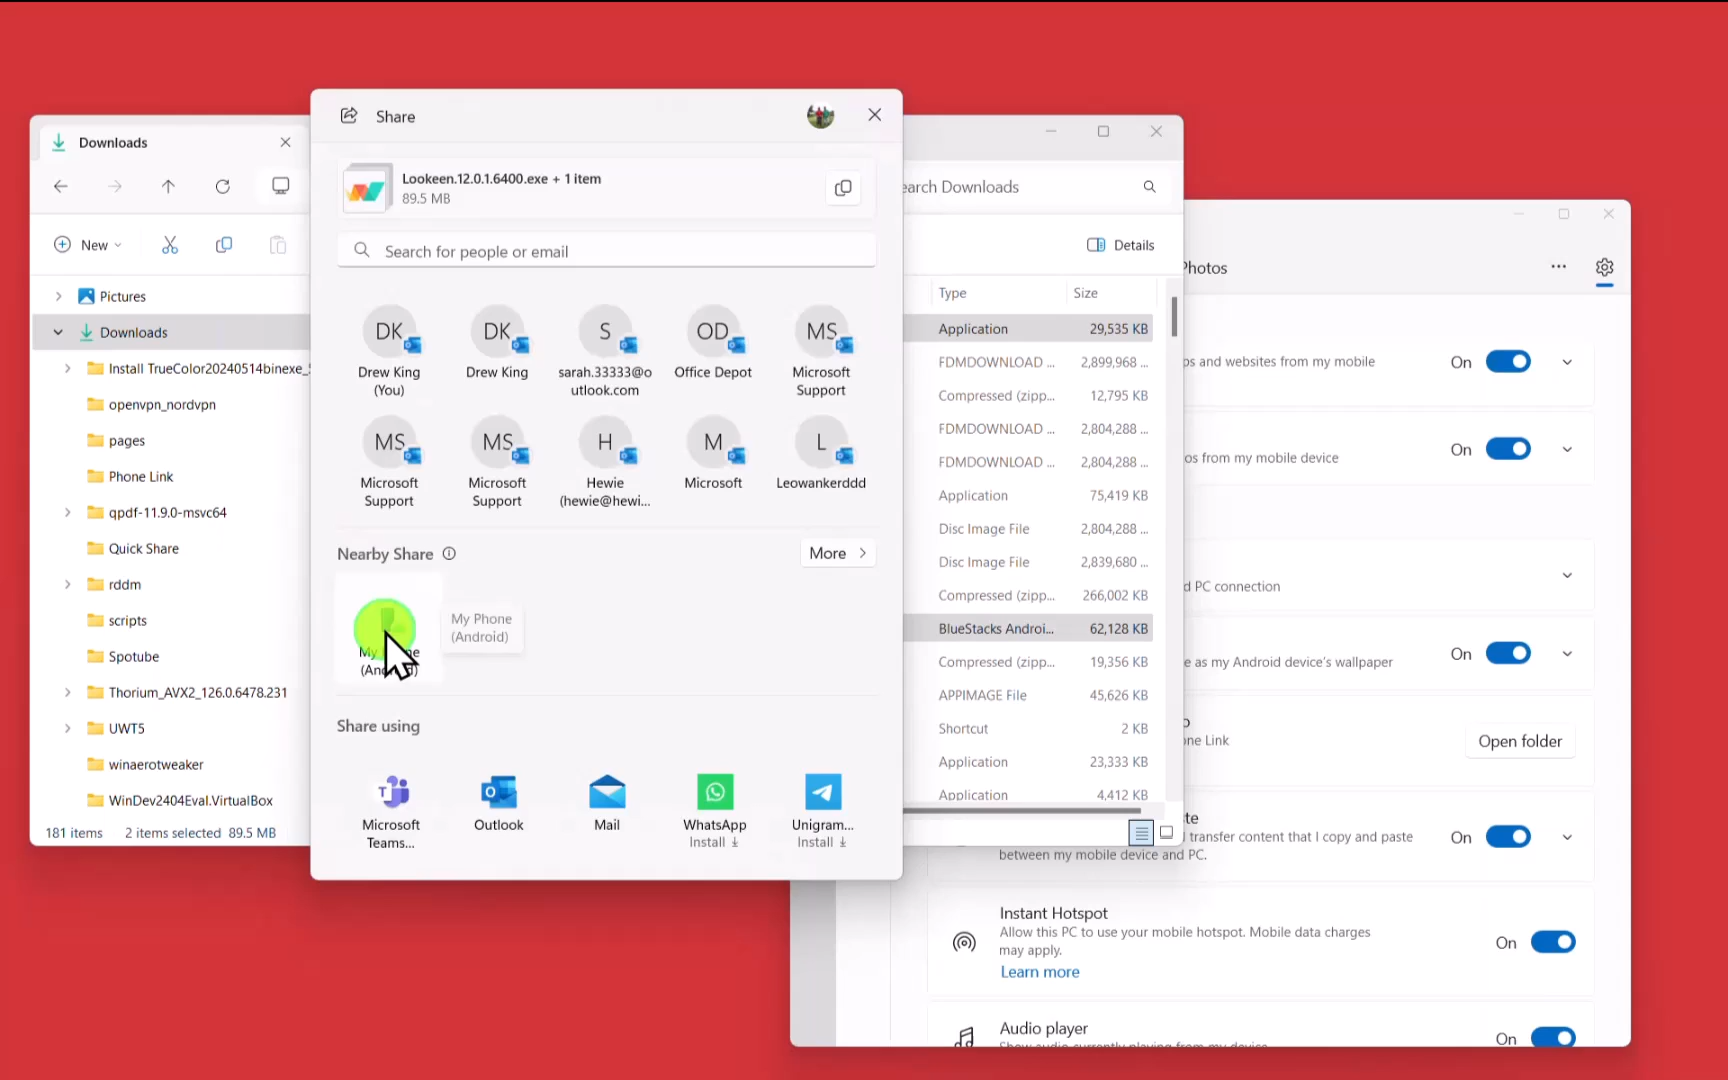 Downloads
New
Pictures
Downloads
Install TrueColor20240514binexe_
openvpn_nordvpn
pages
Phone Link
qpdf-11.9.0-msvc64
Quick Share
rddm
scripts
Spotube
Thorium_AVX2_126.0.6478.231
UWT5
winaerotweaker
WinDev2404Eval.VirtualBox
181 items 2 items selected 89.5 MB
Share
Lookeen.12.0.1.6400.exe + 1 item
89.5 MB
Search for people or email
DK DK S OD MS
Drew King
(You)
Drew King
sarah.33333@o
utlook.com
Office Depot
Microsoft
Support
MS MS H M L
Microsoft
Support
Microsoft
Support
Hewie
(hewie@hewi...
Microsoft
Leowankerddd
Nearby Share
More
My Phone
(Android)
Share using
Microsoft
Teams...
Outlook
Mail
WhatsApp
Install
Unigram...
Install
earch Downloads
Details
Type Size
Application 29,535 KB
FDMDOWNLOAD ... 2,899,968 ...
Compressed (zipp... 12,795 KB
FDMDOWNLOAD ... 2,804,288 ...
FDMDOWNLOAD ... 2,804,288 ...
Application 75,419 KB
Disc Image File 2,804,288 ...
Disc Image File 2,839,680 ...
Compressed (zipp... 266,002 KB
BlueStacks Androi... 62,128 KB
Compressed (zipp... 19,356 KB
APPIMAGE File 45,626 KB
Shortcut 2 KB
Application 23,333 KB
Application 4,412 KB
Photos
ps and websites from my mobile On
os from my mobile device On
d PC connection
e as my Android device's wallpaper On
o
one Link
Open folder
te
transfer content that I copy and paste
between my mobile device and PC.
On
Instant Hotspot
Allow this PC to use your mobile hotspot. Mobile data charges
may apply.
Learn more
On
Audio player
Show audio currently playing from my device
On